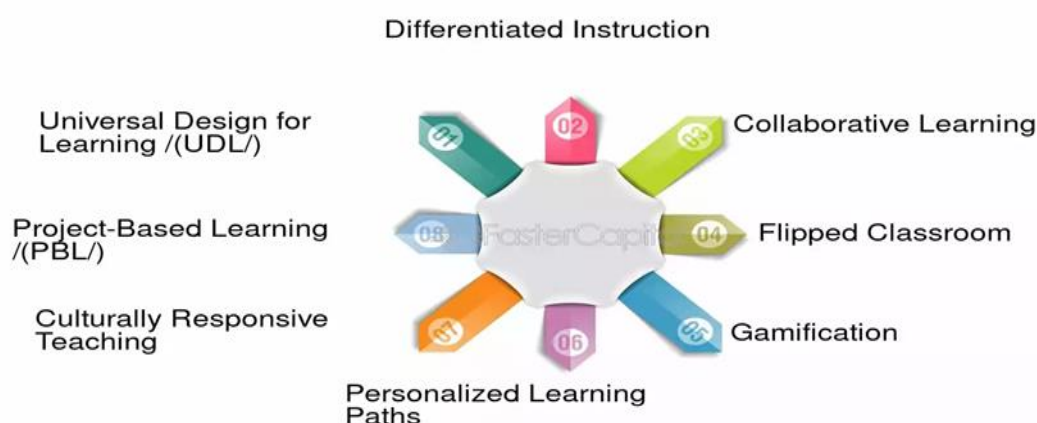 Differentiated Instruction
Universal Design for
Learning /(UDL/)
01
02
03
Collaborative Learning
Project-Based Learning
/(PBL/)
08
FasterCapit
04
Flipped Classroom
Culturally Responsive
Teaching
07
06
05
Gamification
Personalized Learning
Paths